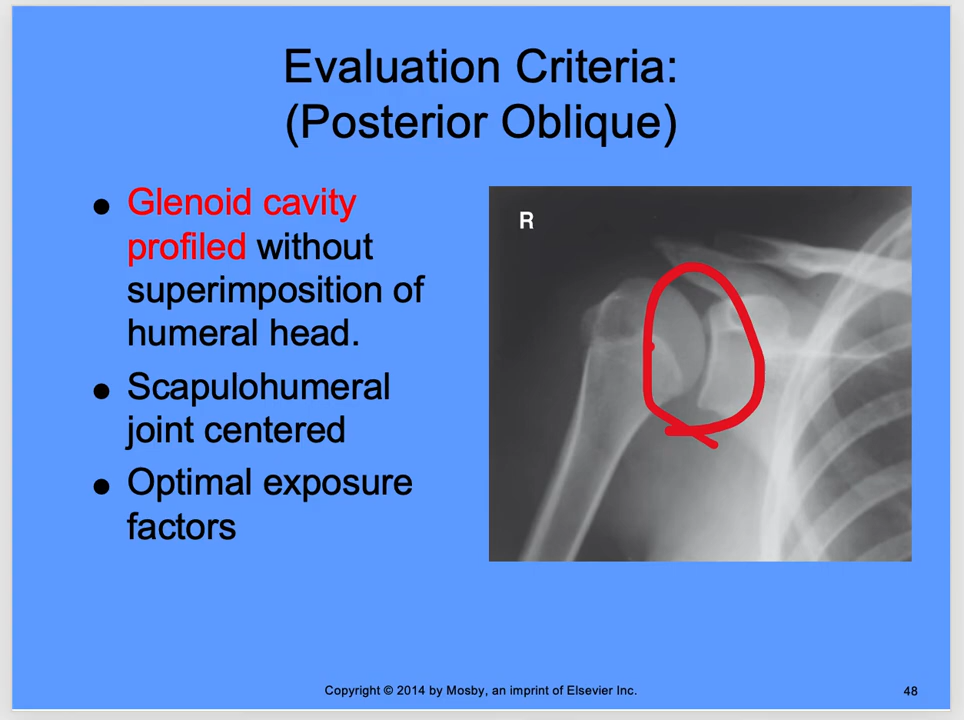 Evaluation Criteria:
(Posterior Oblique)
● Glenoid cavity
profiled without
superimposition of
humeral head.
● Scapulohumeral
joint centered
● Optimal exposure
factors
R
Copyright © 2014 by Mosby, an imprint of Elsevier Inc.
48